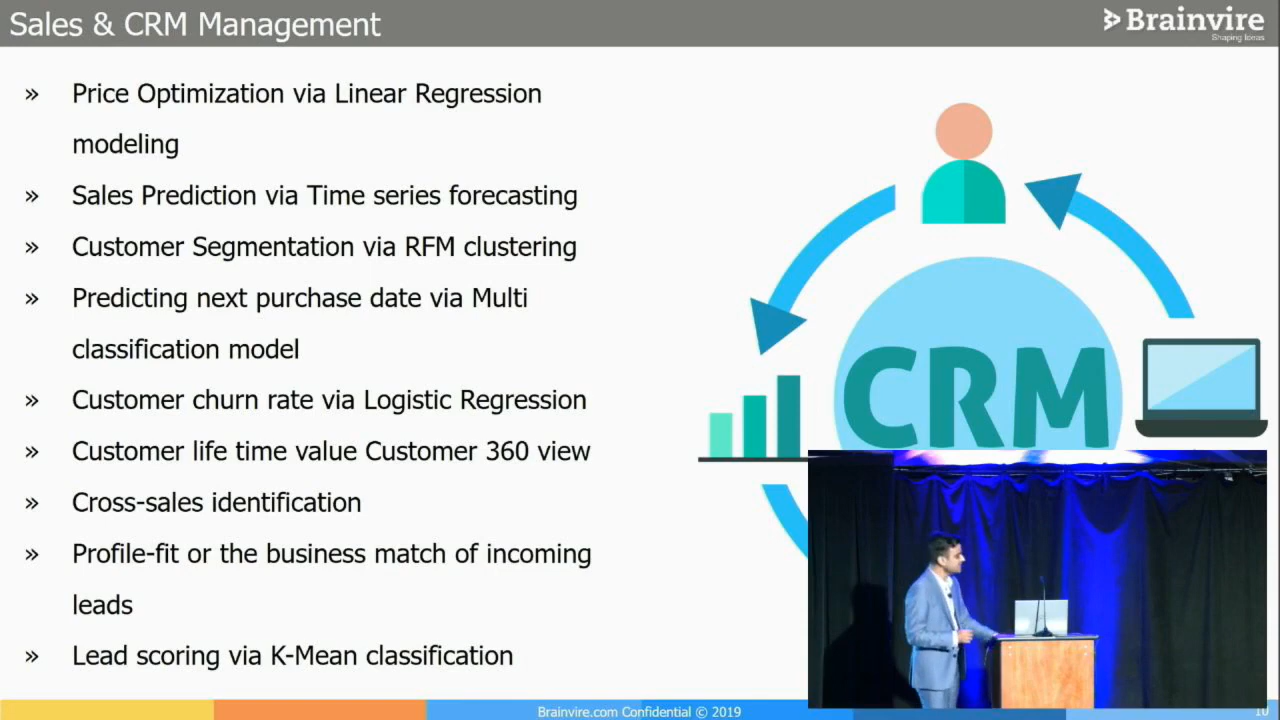 Sales & CRM Management
Brainvire
Shaping Ideas
» Price Optimization via Linear Regression
modeling
» Sales Prediction via Time series forecasting
» Customer Segmentation via RFM clustering
» Predicting next purchase date via Multi
classification model
» Customer churn rate via Logistic Regression
» Customer life time value Customer 360 view
» Cross-sales identification
» Profile-fit or the business match of incoming
leads
» Lead scoring via K-Mean classification
CRM
Brainvire.com Confidential © 2019
10